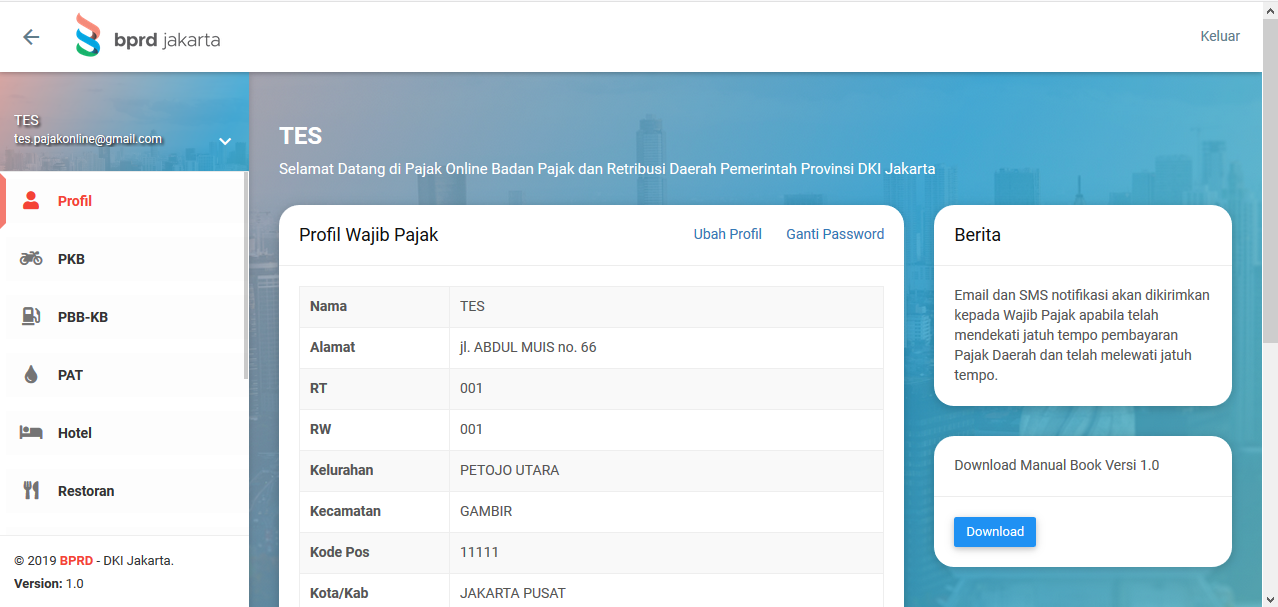 bprd jakarta
Keluar
TES
tes.pajakonline@gmail.com
Profil
PKB
PBB-KB
PAT
Hotel
Restoran
© 2019 BPRD - DKI Jakarta.
Version: 1.0
TES
Selamat Datang di Pajak Online Badan Pajak dan Retribusi Daerah Pemerintah Provinsi DKI Jakarta
Profil Wajib Pajak Ubah Profil Ganti Password
Nama TES
Alamat jl. ABDUL MUIS no. 66
RT 001
RW 001
Kelurahan PETOJO UTARA
Kecamatan GAMBIR
Kode Pos 11111
Kota/Kab JAKARTA PUSAT
Berita
Email dan SMS notifikasi akan dikirimkan
kepada Wajib Pajak apabila telah
mendekati jatuh tempo pembayaran
Pajak Daerah dan telah melewati jatuh
tempo.
Download Manual Book Versi 1.0
Download